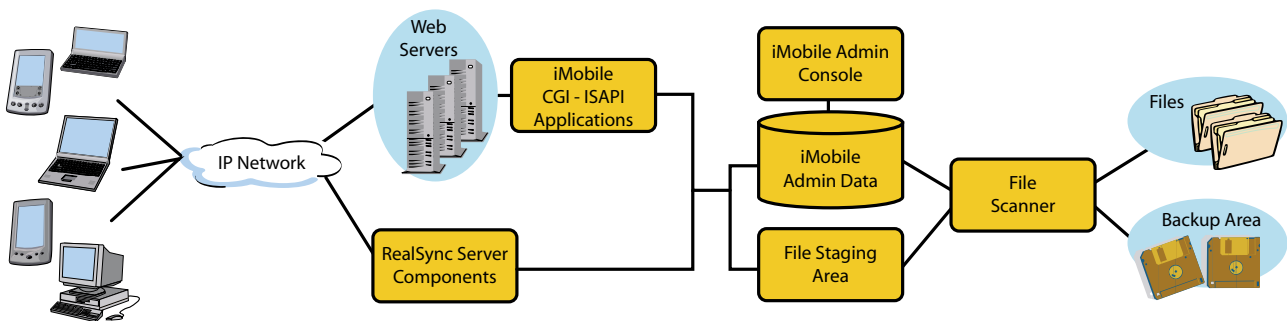 Web
Servers
iMobile
CGI - ISAPI
Applications
IP Network
RealSync Server
Components
iMobile Admin
Console
iMobile
Admin Data
File Staging
Area
File
Scanner
Files
Backup Area